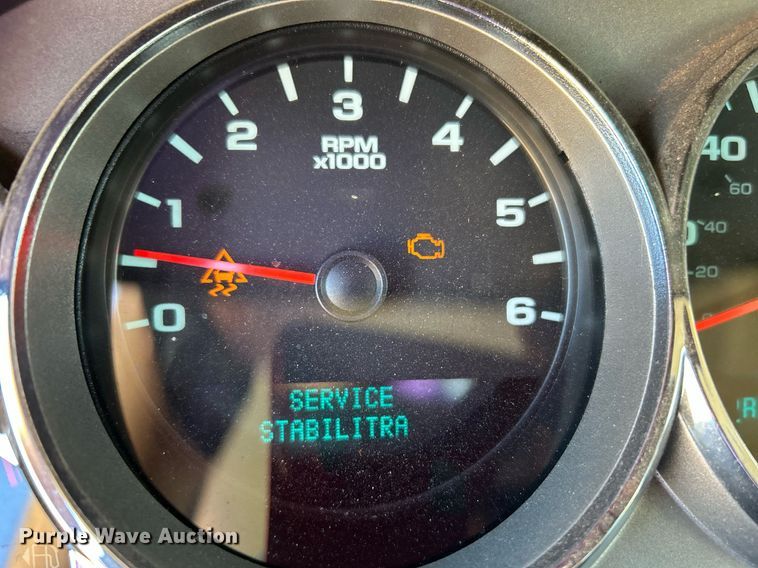 3
2
4
RPM
x1000
1
5
0
6
SERVICE
STABILITRA
40
60
40
20
Purple Wave Auction